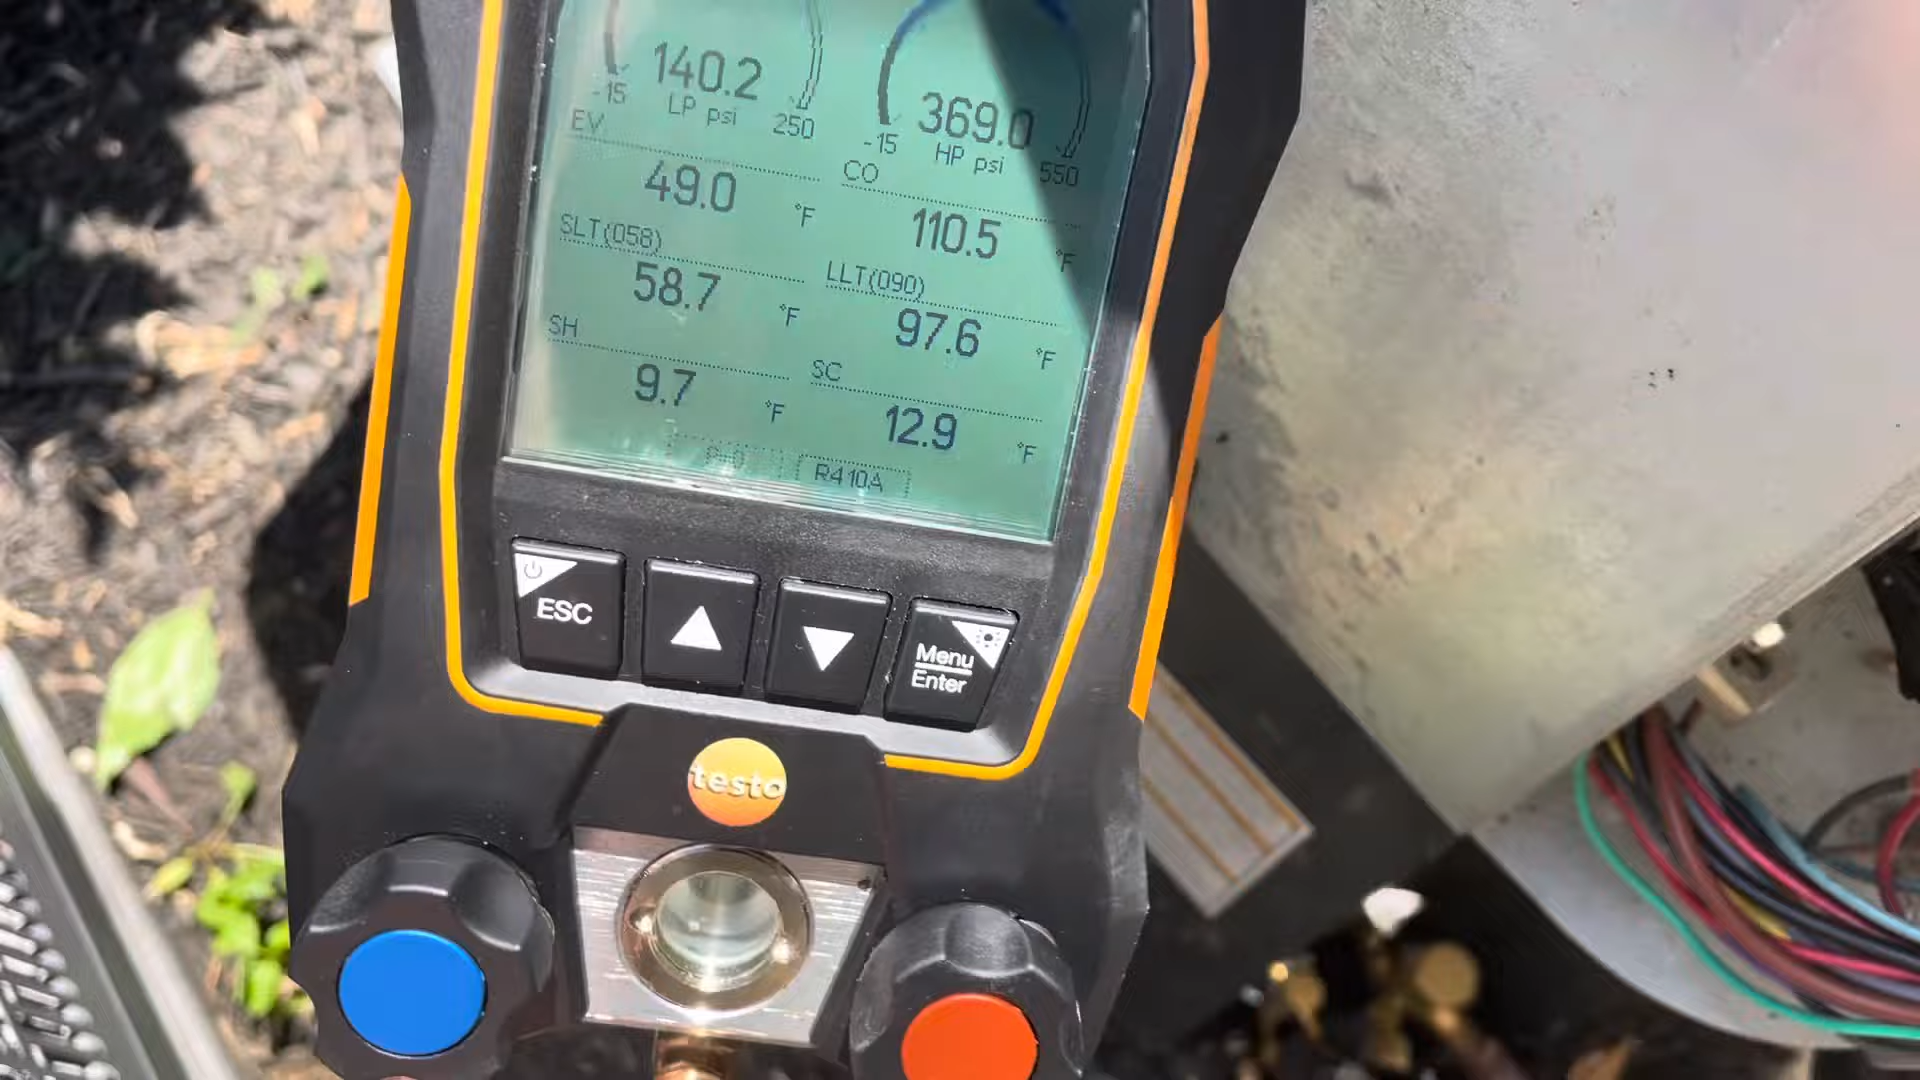 140.2
-15 LP psi 250
369.0
-15 HP psi 550
EV
49.0 °F
CO
110.5 °F
SLT(058)
58.7 °F
LLT(090)
97.6 °F
SH
9.7 °F
SC
12.9 °F
R410A
ESC
Menu
Enter
testo